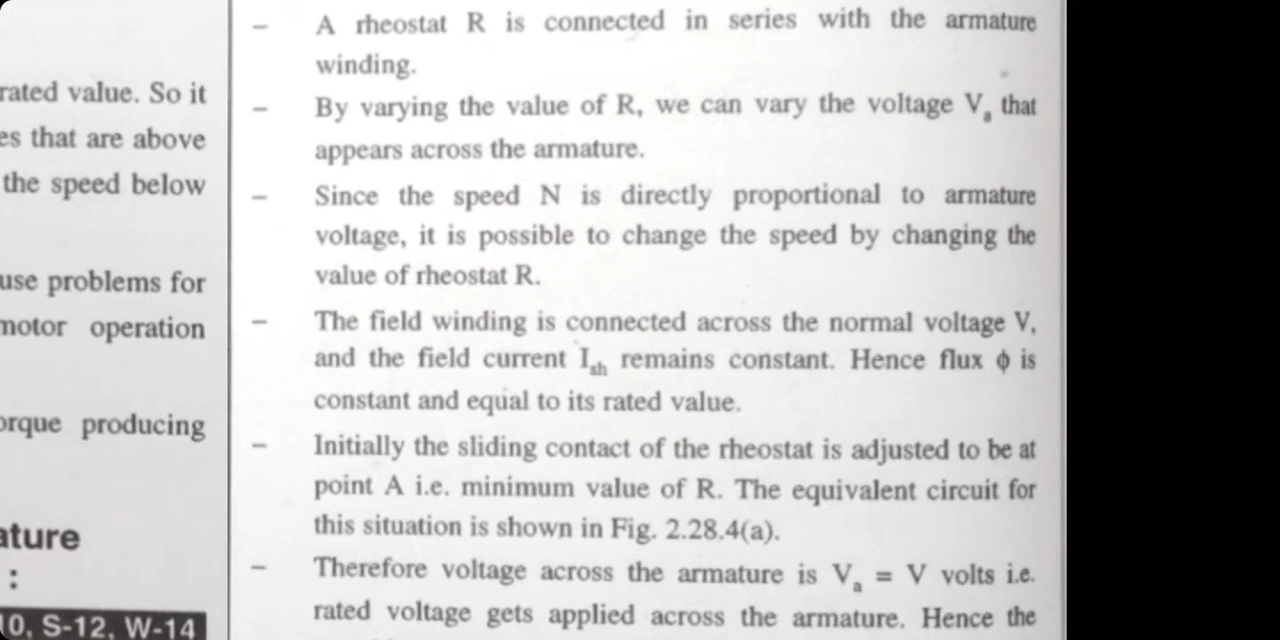 rated value. So it
es that are above
the speed below
use problems for
motor operation
orque producing
ature
:
10, S-12, W-14
– A rheostat R is connected in series with the armature
winding.
– By varying the value of R, we can vary the voltage Vₐ that
appears across the armature.
– Since the speed N is directly proportional to armature
voltage, it is possible to change the speed by changing the
value of rheostat R.
– The field winding is connected across the normal voltage V,
and the field current I_sh remains constant. Hence flux ϕ is
constant and equal to its rated value.
– Initially the sliding contact of the rheostat is adjusted to be at
point A i.e. minimum value of R. The equivalent circuit for
this situation is shown in Fig. 2.28.4(a).
– Therefore voltage across the armature is Vₐ = V volts i.e.
rated voltage gets applied across the armature. Hence the